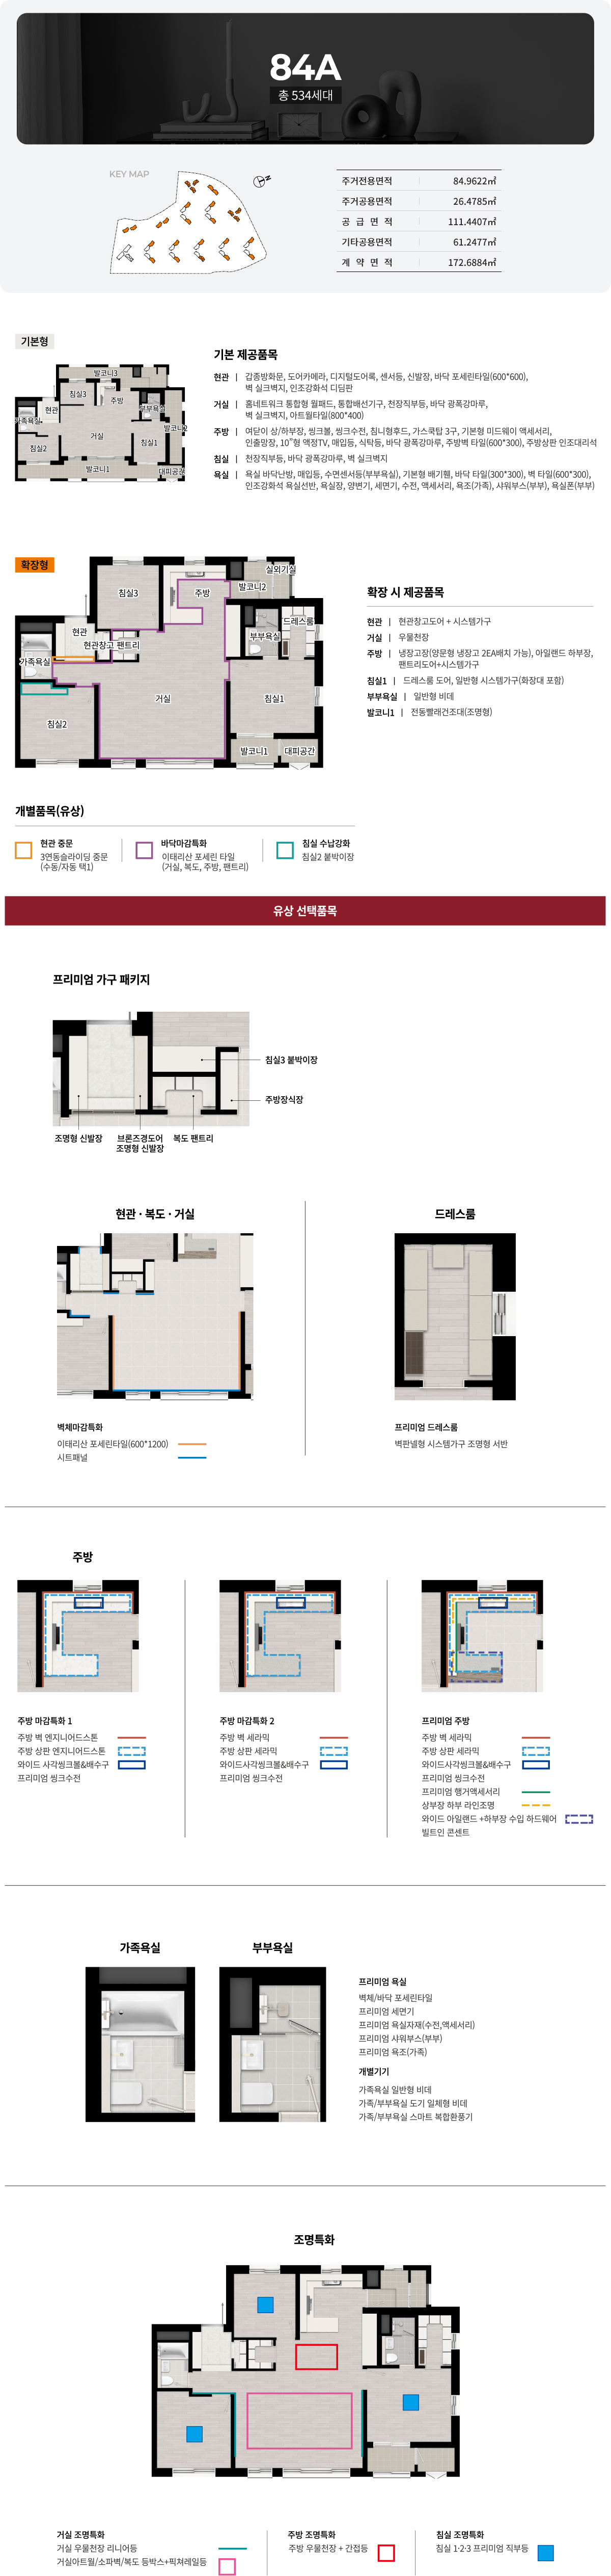 84A
총 534세대
KEY MAP
N
주거전용면적 84.9622㎡
주거공용면적 26.4785㎡
공 급 면 적 111.4407㎡
기타공용면적 61.2477㎡
계 약 면 적 172.6884㎡
기본형
발코니3
침실3
주방
현관
부부욕실
가족욕실
발코니2
거실
침실2
침실1
발코니1
대피공간
기본 제공품목
현관 | 갑종방화문, 도어카메라, 디지털도어록, 센서등, 신발장, 바닥 포세린타일(600*600),
벽 실크벽지, 인조강화석 디딤판
거실 | 홈네트워크 통합형 월패드, 통합배선기구, 천장직부등, 바닥 광폭강마루,
벽 실크벽지, 아트월타일(800*400)
주방 | 여닫이 상/하부장, 씽크볼, 씽크수전, 침니형후드, 가스쿡탑 3구, 기본형 미드웨이 액세서리,
인출망장, 10"형 액정TV, 매입등, 식탁등, 바닥 광폭강마루, 주방벽 타일(600*300), 주방상판 인조대리석
침실 | 천장직부등, 바닥 광폭강마루, 벽 실크벽지
욕실 | 욕실 바닥난방, 매입등, 수면센서등(부부욕실), 기본형 배기휀, 바닥 타일(300*300), 벽 타일(600*300),
인조강화석 욕실선반, 욕실장, 양변기, 세면기, 수전, 액세서리, 욕조(가족), 샤워부스(부부), 욕실폰(부부)
확장형
실외기실
침실3
주방
발코니2
드레스룸
현관
부부욕실
현관창고
팬트리
가족욕실
거실
침실1
침실2
발코니1
대피공간
확장 시 제공품목
현관 | 현관창고도어 + 시스템가구
거실 | 우물천장
주방 | 냉장고장(양문형 냉장고 2EA배치 가능), 아일랜드 하부장,
팬트리도어+시스템가구
침실1 | 드레스룸 도어, 일반형 시스템가구(화장대 포함)
부부욕실 | 일반형 비데
발코니1 | 전동빨래건조대(조명형)
개별품목(유상)
현관 중문
3연동슬라이딩 중문
(수동/자동 택1)
바닥마감특화
이태리산 포세린 타일
(거실, 복도, 주방, 팬트리)
침실 수납강화
침실2 붙박이장
유상 선택품목
프리미엄 가구 패키지
침실3 붙박이장
주방장식장
조명형 신발장
브론즈경도어
조명형 신발장
복도 팬트리
현관 · 복도 · 거실
벽체마감특화
이태리산 포세린타일(600*1200)
시트패널
드레스룸
프리미엄 드레스룸
벽판넬형 시스템가구 조명형 서반
주방
주방 마감특화 1
주방 벽 엔지니어드스톤
주방 상판 엔지니어드스톤
와이드 사각씽크볼&배수구
프리미엄 씽크수전
주방 마감특화 2
주방 벽 세라믹
주방 상판 세라믹
와이드사각씽크볼&배수구
프리미엄 씽크수전
프리미엄 주방
주방 벽 세라믹
주방 상판 세라믹
와이드사각씽크볼&배수구
프리미엄 씽크수전
프리미엄 행거액세서리
상부장 하부 라인조명
와이드 아일랜드 +하부장 수입 하드웨어
빌트인 콘센트
가족욕실
부부욕실
프리미엄 욕실
벽체/바닥 포세린타일
프리미엄 세면기
프리미엄 욕실자재(수전,액세서리)
프리미엄 샤워부스(부부)
프리미엄 욕조(가족)
개별기기
가족욕실 일반형 비데
가족/부부욕실 도기 일체형 비데
가족/부부욕실 스마트 복합환풍기
조명특화
거실 조명특화
거실 우물천장 리니어등
거실아트월/소파벽/복도 등박스+픽쳐레일등
주방 조명특화
주방 우물천장 + 간접등
침실 조명특화
침실 1·2·3 프리미엄 직부등